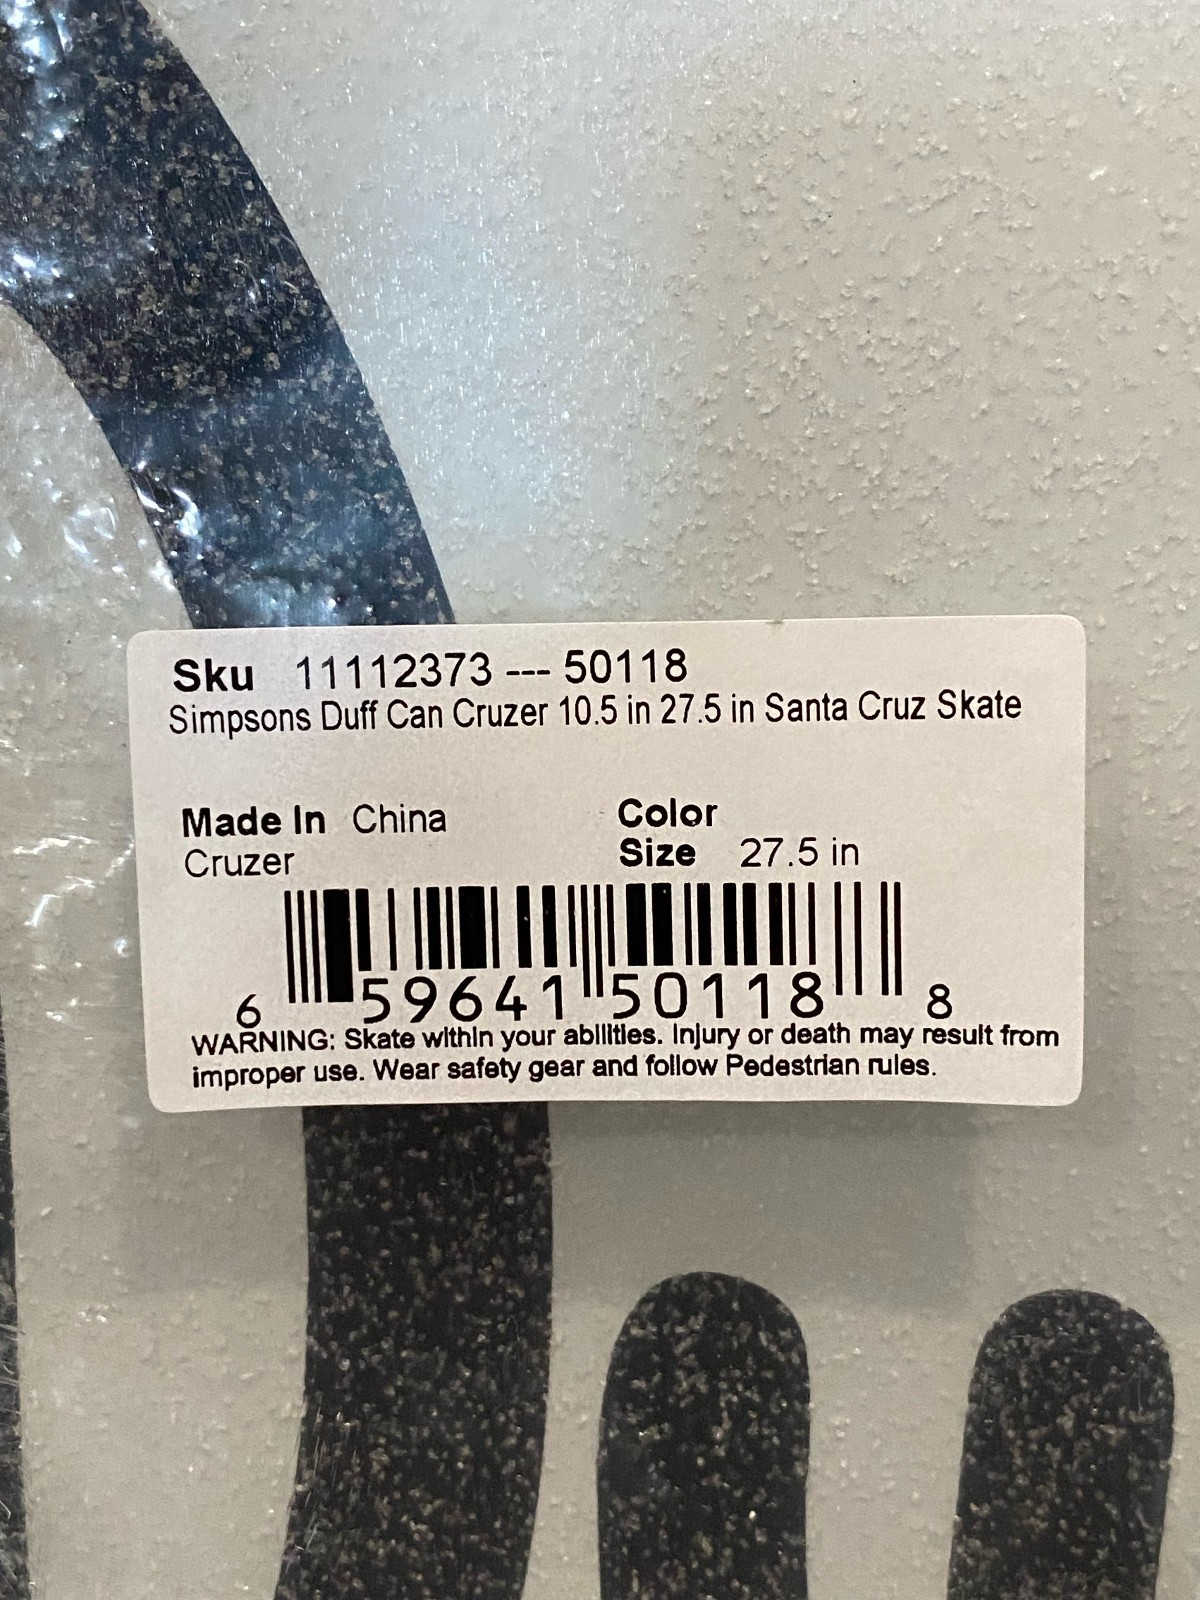 Sku 11112373 --- 50118
Simpsons Duff Can Cruzer 10.5 in 27.5 in Santa Cruz Skate
Made In China Color
Cruzer Size 27.5 in
6 59641 50118 8
WARNING: Skate within your abilities. Injury or death may result from
improper use. Wear safety gear and follow Pedestrian rules.